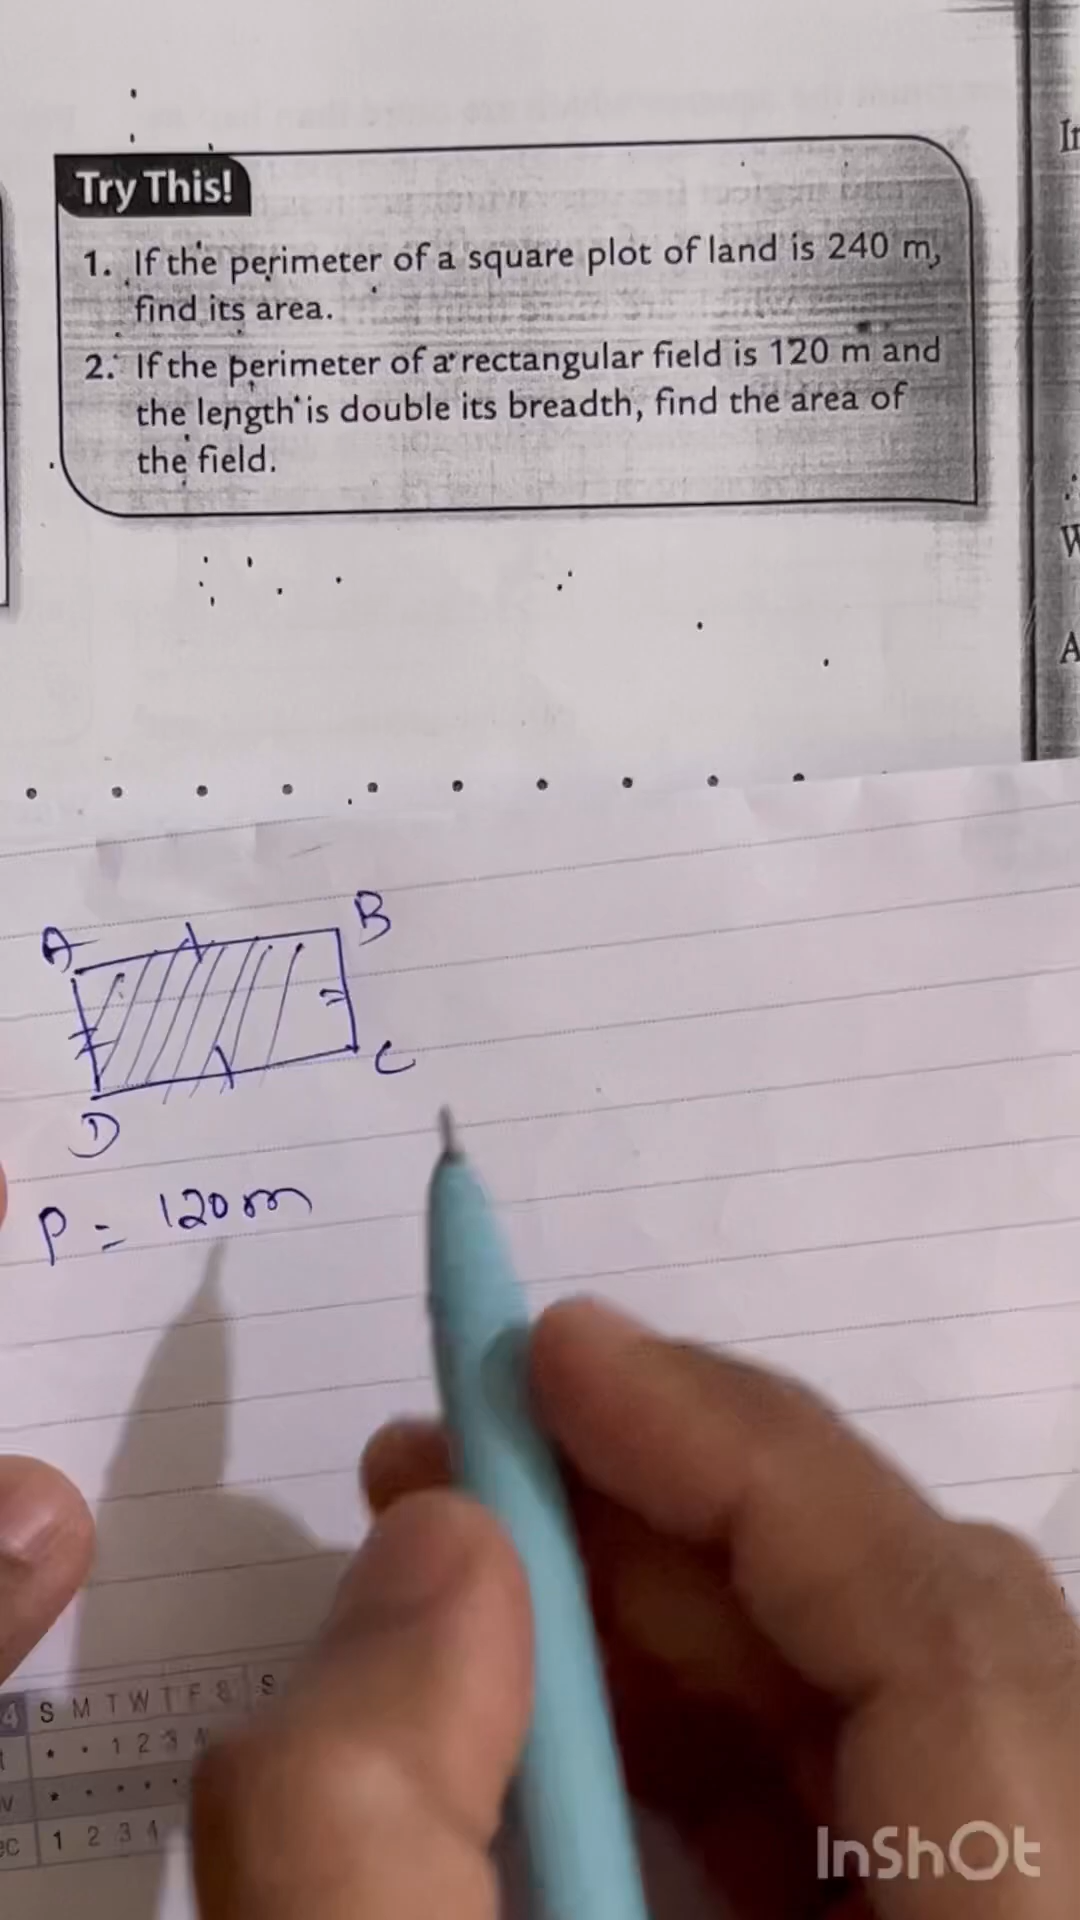 Try This!
1. If the perimeter of a square plot of land is 240 m,
find its area.
2. If the perimeter of a rectangular field is 120 m and
the length is double its breadth, find the area of
the field.
A
B
C
D
P = 120m
S M T W T F S S
1 2 3 4
1 2 3 4
InShOt